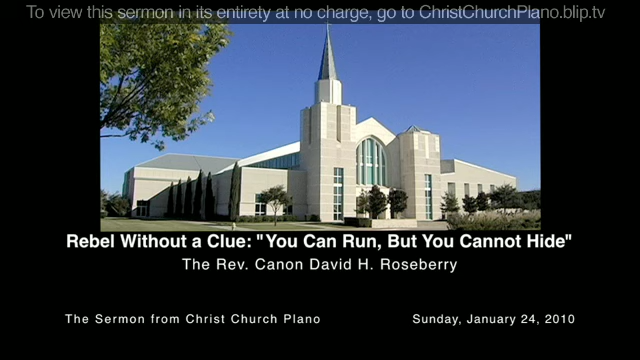 To view this sermon in its entirety at no charge, go to ChristChurchPlano.blip.tv
Rebel Without a Clue: "You Can Run, But You Cannot Hide"
The Rev. Canon David H. Roseberry
The Sermon from Christ Church Plano
Sunday, January 24, 2010